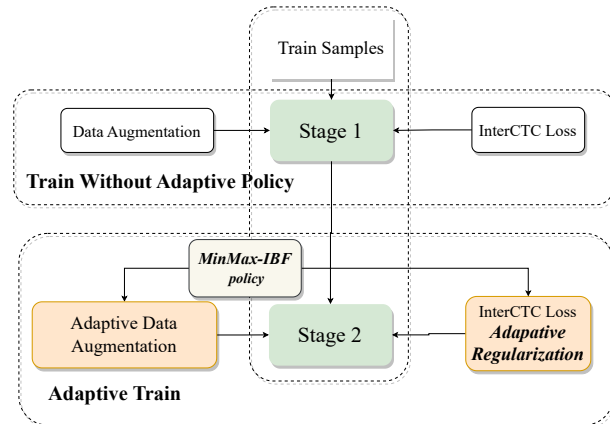 Train Samples
Data Augmentation
Stage 1
InterCTC Loss
Train Without Adaptive Policy
MinMax-IBF
policy
Adaptive Data
Augmentation
Stage 2
InterCTC Loss
Adapative
Regularization
Adaptive Train